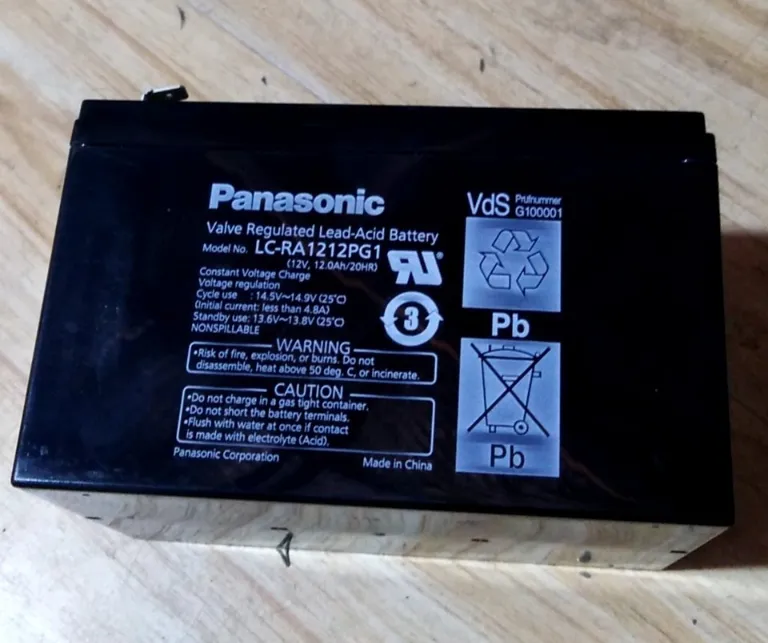 Panasonic
Valve Regulated Lead-Acid Battery
Model No. LC-RA1212PG1
(12V, 12.0Ah/20HR)
Constant Voltage Charge
Voltage regulation
Cycle use : 14.5V~14.9V (25°C)
(Initial current: less than 4.8A)
Standby use: 13.6V~13.8V (25°C)
NONSPILLABLE
3
WARNING
•Risk of fire, explosion, or burns. Do not
disassemble, heat above 50 deg. C, or incinerate.
CAUTION
•Do not charge in a gas tight container.
•Do not short the battery terminals.
•Flush with water at once if contact
is made with electrolyte (Acid).
Panasonic Corporation
Made in China
VdS Prüfnummer
G100001
Pb
Pb